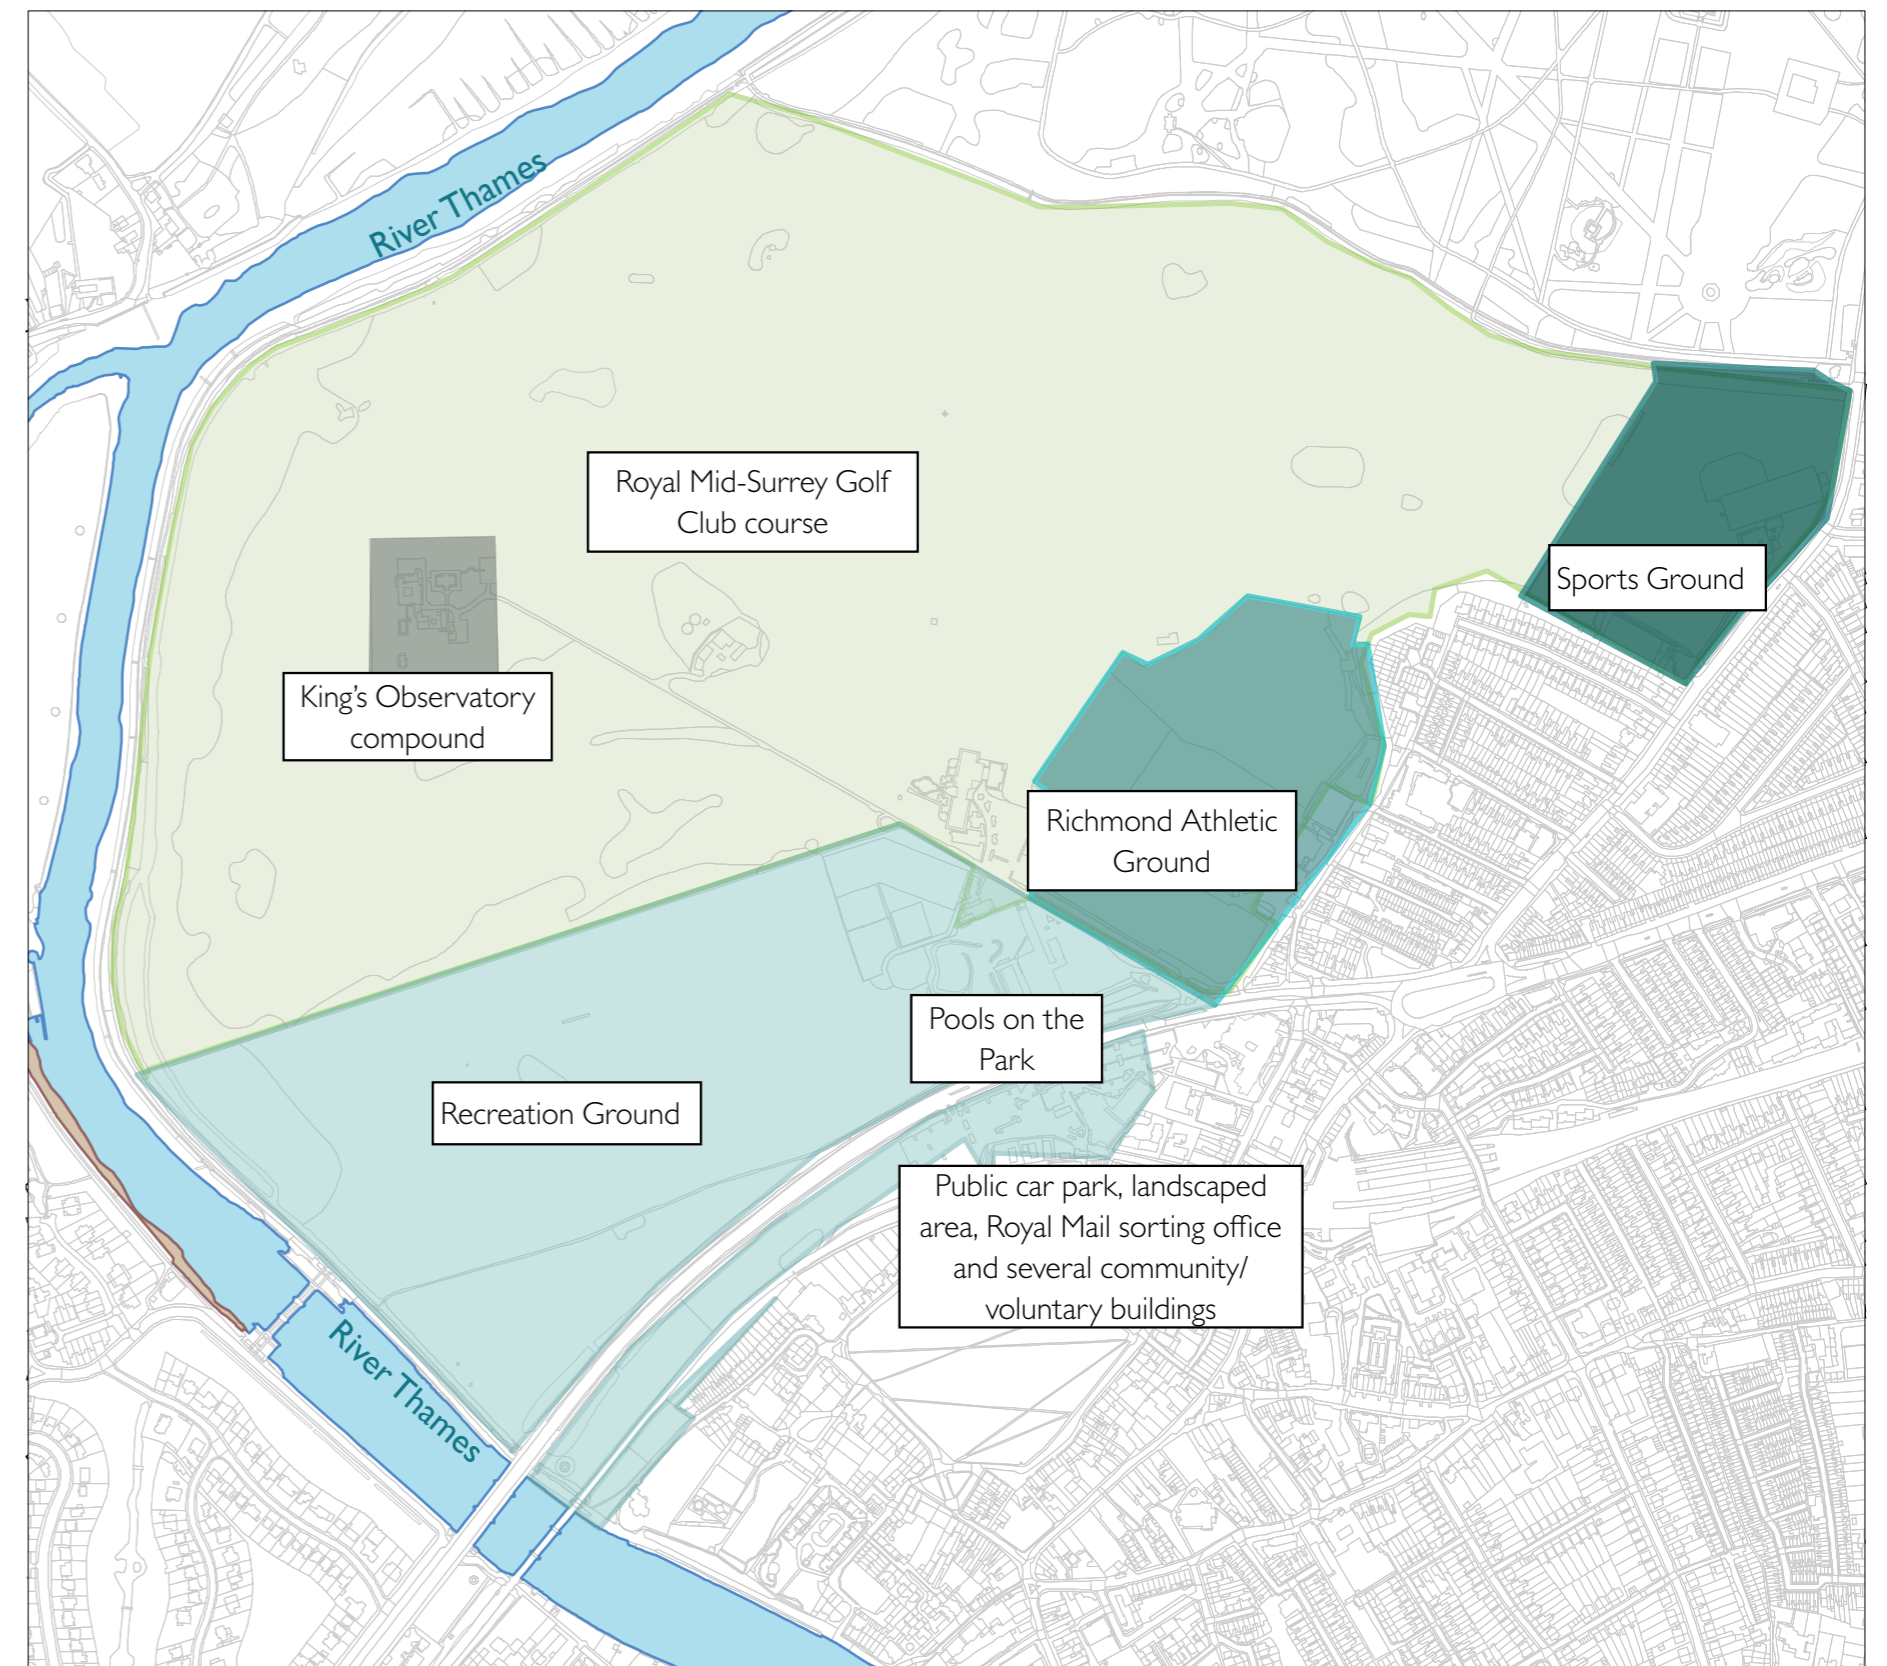 River Thames
Royal Mid-Surrey Golf
Club course
Sports Ground
King's Observatory
compound
Richmond Athletic
Ground
Pools on the
Park
Recreation Ground
Public car park, landscaped
area, Royal Mail sorting office
and several community/
voluntary buildings
River Thames